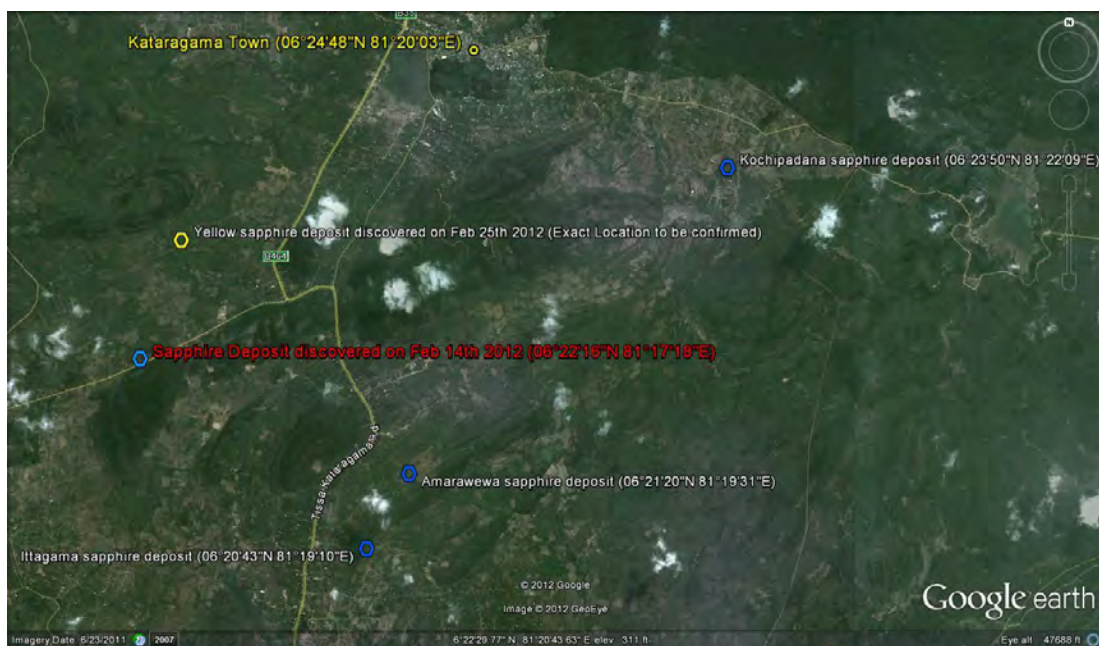 B35
N
Kataragama Town (06°24'48"N 81°20'03"E)
Kochipadana sapphire deposit (06°23'50"N 81°22'09"E)
Yellow sapphire deposit discovered on Feb 25th 2012 (Exact Location to be confirmed)
B464
Sapphire Deposit discovered on Feb 14th 2012 (06°22'16"N 81°17'18"E)
Tissa-Kataragama Rd
Amarawewa sapphire deposit (06°21'20"N 81°19'31"E)
Ittagama sapphire deposit (06°20'43"N 81°19'10"E)
© 2012 Google
Image © 2012 GeoEye
Google earth
Imagery Date 6/23/2011 2007 6°22'29.77" N 81°20'43.63" E elev 311 ft Eye alt 47688 ft